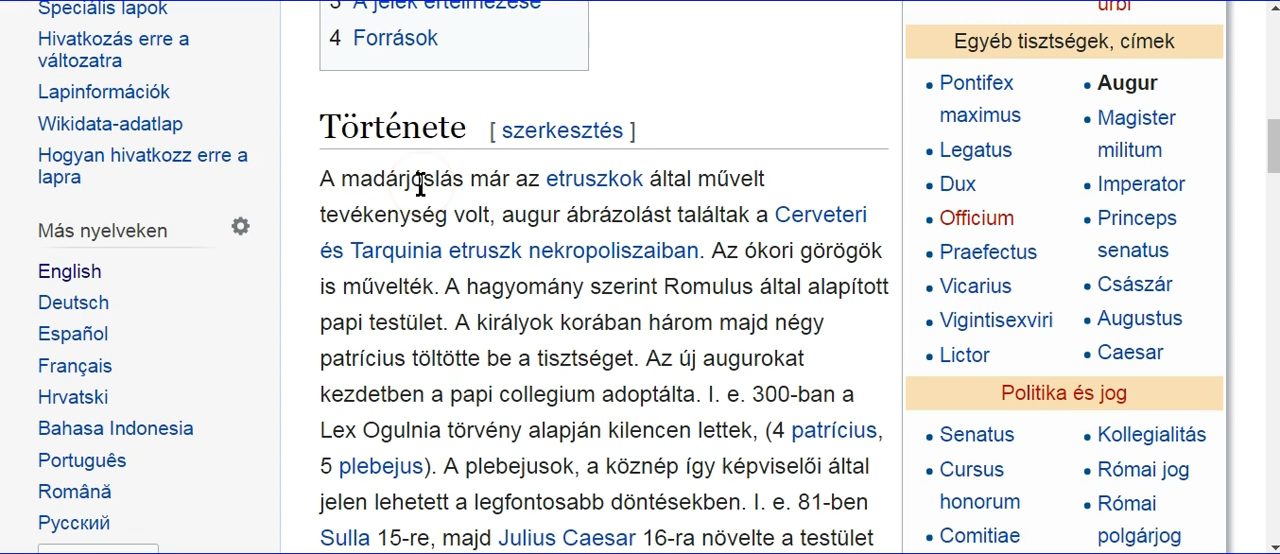 Speciális lapok
Hivatkozás erre a
változatra
Lapinformációk
Wikidata-adatlap
Hogyan hivatkozz erre a
lapra
Más nyelveken
English
Deutsch
Español
Français
Hrvatski
Bahasa Indonesia
Português
Română
Русский
3 A jelek értelmezése
4 Források
Története [ szerkesztés ]
A madárjóslás már az etruszkok által művelt
tevékenység volt, augur ábrázolást találtak a Cerveteri
és Tarquinia etruszk nekropoliszaiban. Az ókori görögök
is művelték. A hagyomány szerint Romulus által alapított
papi testület. A királyok korában három majd négy
patrícius töltötte be a tisztséget. Az új augurokat
kezdetben a papi collegium adoptálta. I. e. 300-ban a
Lex Ogulnia törvény alapján kilencen lettek, (4 patrícius,
5 plebejus). A plebejusok, a köznép így képviselői által
jelen lehetett a legfontosabb döntésekben. I. e. 81-ben
Sulla 15-re, majd Julius Caesar 16-ra növelte a testület
urbi
Egyéb tisztségek, címek
Pontifex
maximus
Legatus
Dux
Officium
Praefectus
Vicarius
Vigintisexviri
Lictor
Augur
Magister
militum
Imperator
Princeps
senatus
Császár
Augustus
Caesar
Politika és jog
Senatus
Cursus
honorum
Comitiae
Kollegialitás
Római jog
Római
polgárjog